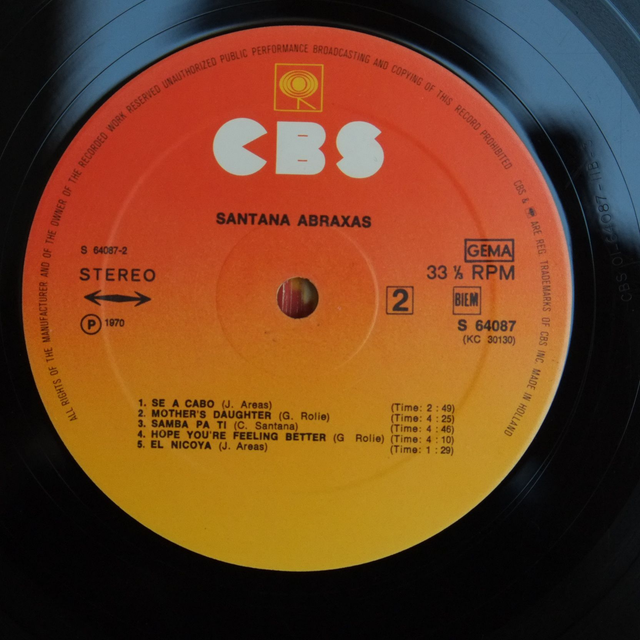 ALL RIGHTS OF THE MANUFACTURER AND OF THE OWNER OF THE RECORDED WORK RESERVED UNAUTHORIZED PUBLIC PERFORMANCE BROADCASTING AND COPYING OF THIS RECORD PROHIBITED
CBS & ARE REG. TRADEMARKS OF CBS INC. MADE IN HOLLAND
CBS
SANTANA ABRAXAS
S 64087-2
GEMA
STEREO
33 ⅓ RPM
2
BIEM
Ⓟ 1970
S 64087
(KC 30130)
1. SE A CABO (J. Areas) (Time: 2 : 49)
2. MOTHER'S DAUGHTER (G. Rolie) (Time: 4 : 25)
3. SAMBA PA TI (C. Santana) (Time: 4 : 46)
4. HOPE YOU'RE FEELING BETTER (G Rolie) (Time: 4 : 10)
5. EL NICOYA (J. Areas) (Time: 1 : 29)